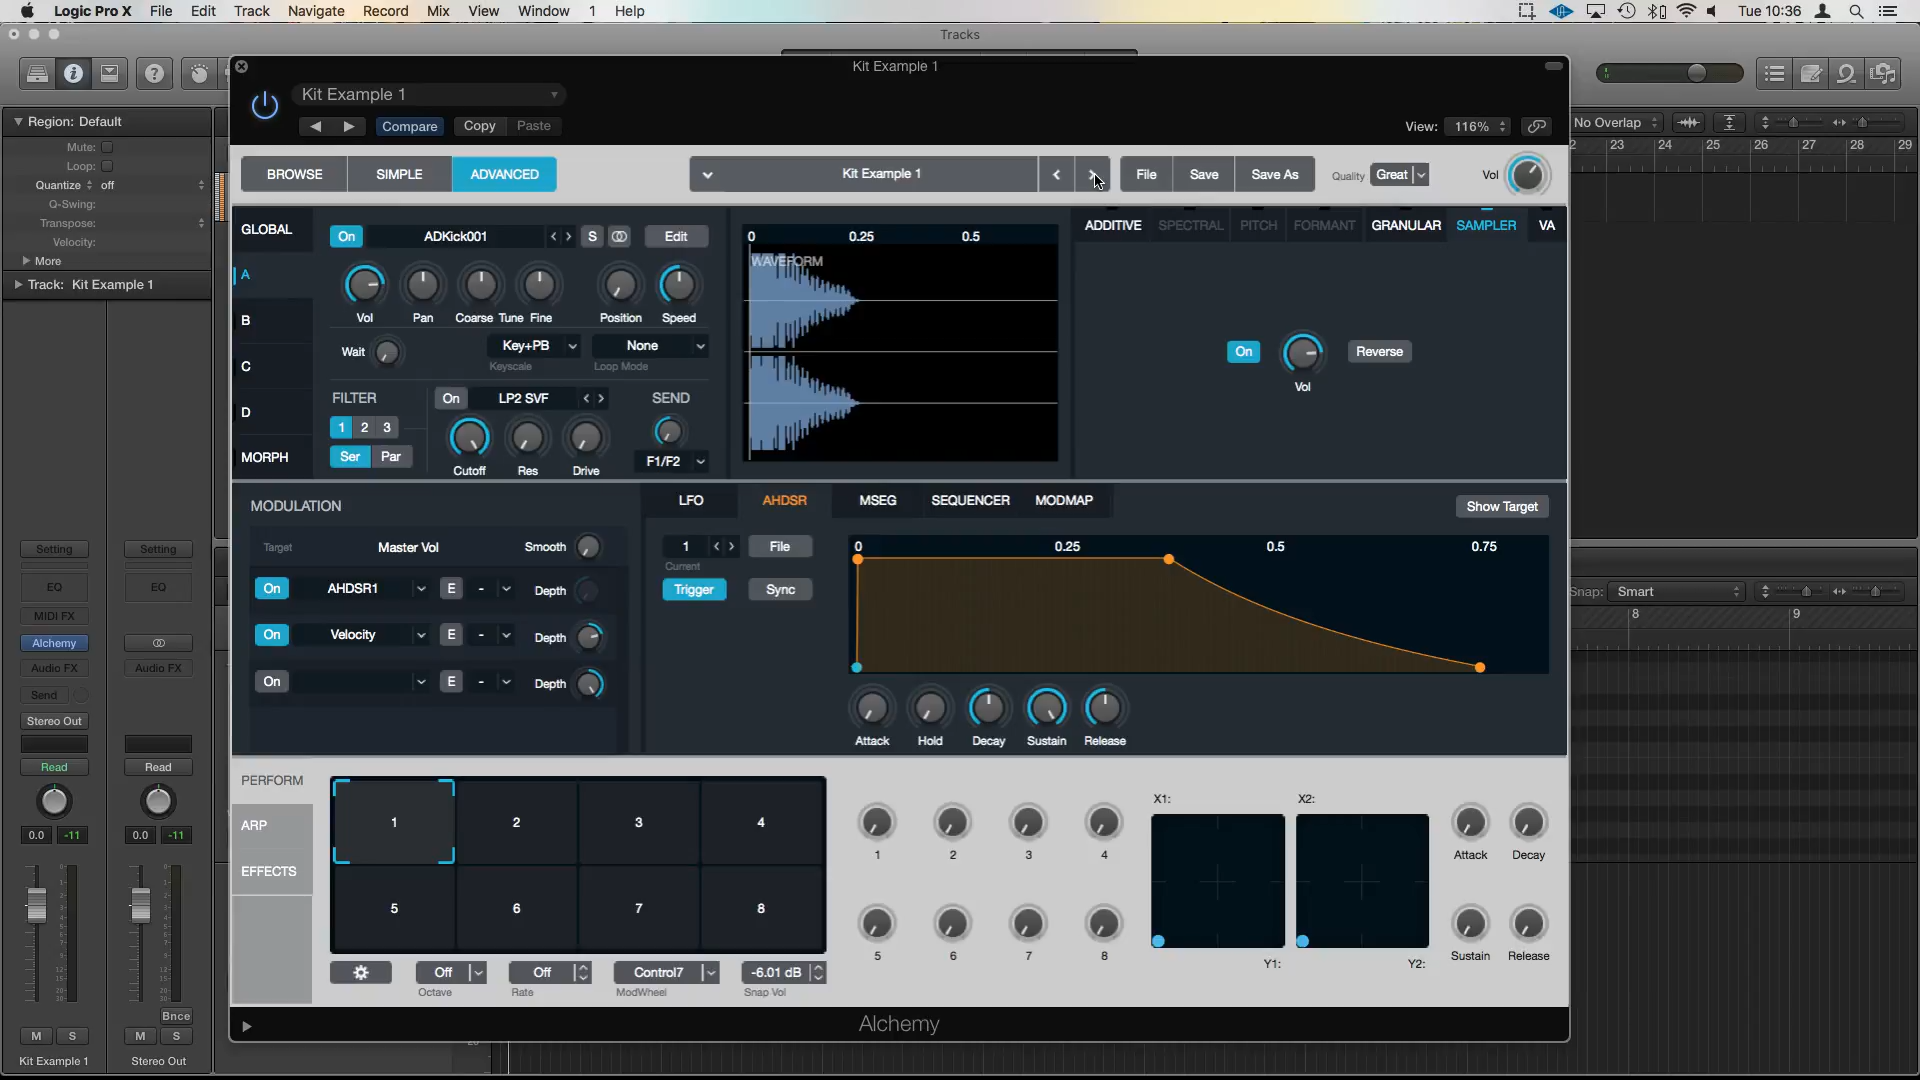 Logic Pro X File Edit Track Navigate Record Mix View Window 1 Help Tue 10:36
Tracks
Kit Example 1
Kit Example 1
Compare Copy Paste View: 116%
Region: Default
Mute:
Loop:
Quantize off
Q-Swing:
Transpose:
Velocity:
More
Track: Kit Example 1
No Overlap
23 24 25 26 27 28 29
BROWSE SIMPLE ADVANCED Kit Example 1 File Save Save As Quality Great Vol
GLOBAL
A
B
C
D
MORPH
On ADKick001 S Edit
Vol Pan Coarse Tune Fine Position Speed
Wait Key+PB None
Keyscale Loop Mode
FILTER On LP2 SVF SEND
1 2 3
Ser Par F1/F2
Cutoff Res Drive
0 0.25 0.5
WAVEFORM
ADDITIVE SPECTRAL PITCH FORMANT GRANULAR SAMPLER VA
On Reverse
Vol
MODULATION
Target Master Vol Smooth
On AHDSR1 E - Depth
On Velocity E - Depth
On E - Depth
LFO AHDSR MSEG SEQUENCER MODMAP Show Target
1 File
Current
Trigger Sync
0 0.25 0.5 0.75
Attack Hold Decay Sustain Release
Snap: Smart
8 9
PERFORM
ARP
EFFECTS
1 2 3 4
5 6 7 8
Off Off Control7 -6.01 dB
Octave Rate ModWheel Snap Vol
1 2 3 4
5 6 7 8
X1: X2:
Y1: Y2:
Attack Decay
Sustain Release
Alchemy
Setting Setting
EQ EQ
MIDI FX
Alchemy
Audio FX Audio FX
Send
Stereo Out
Read Read
0.0 -11 0.0 -11
Bnce
M S M S
Kit Example 1 Stereo Out